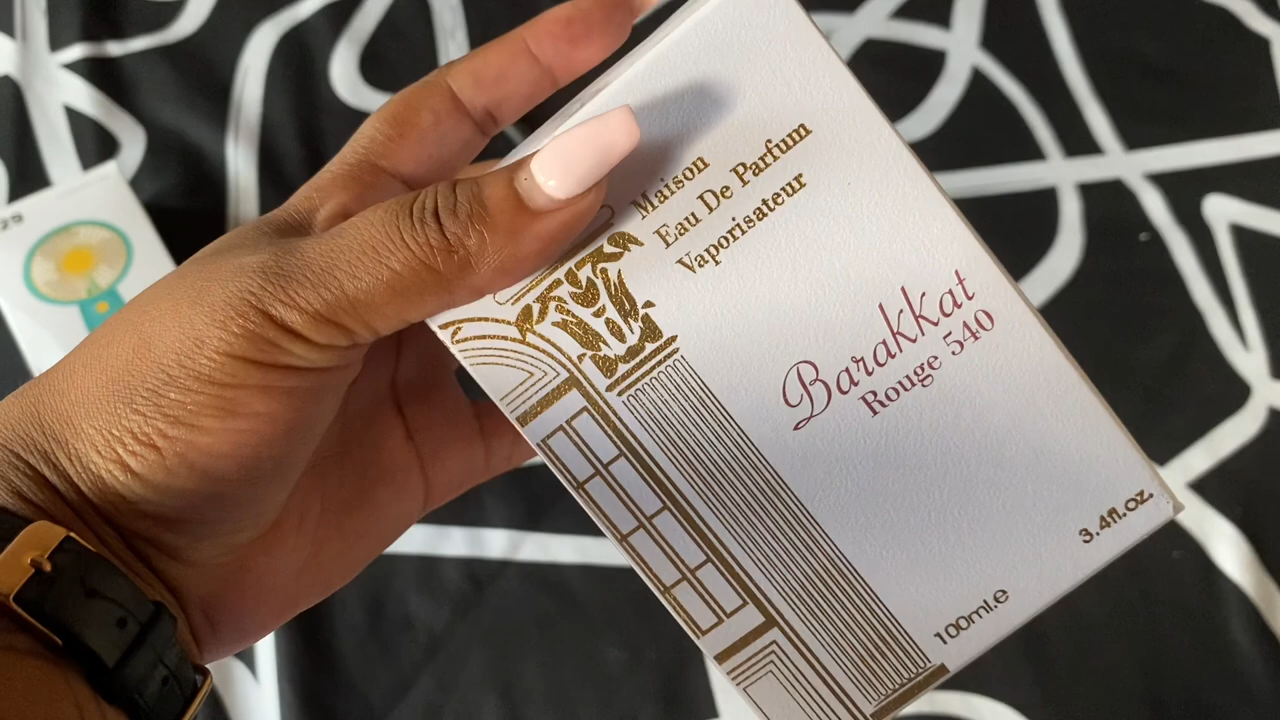 Maison
Eau De Parfum
Vaporisateur
Barakkat
Rouge 540
3.4fl.oz.
100ml.e